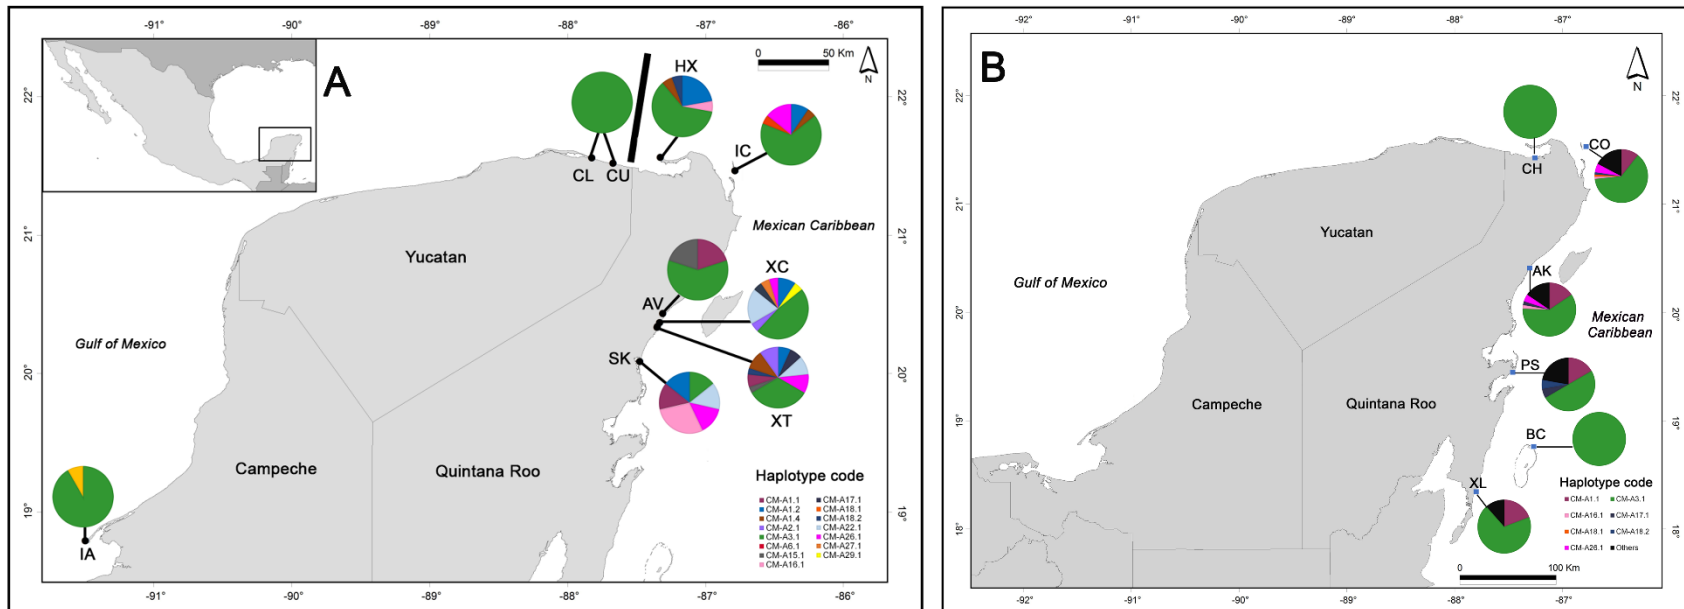 -91
-90
-89
-88
-87
-86
A
HX
0
50 Km
N
22°
22°
IC
CL
CU
Mexican Caribbean
21°
21°
Yucatan
XC
AV
Gulf of Mexico
SK
20°
20°
XT
Campeche
Quintana Roo
Haplotype code
CM-A1.1
CM-A17.1
CM-A1.2
CM-A18.1
CM-A1.4
CM-A18.2
CM-A2.1
CM-A22.1
CM-A3.1
CM-A26.1
CM-A6.1
CM-A27.1
CM-A15.1
CM-A29.1
CM-A16.1
19°
19°
IA
-91
-90
-89
-88
-87
-86
-92
-91
-90
-89
-88
-87
B
N
22°
22°
CO
CH
21°
21°
Yucatan
AK
Gulf of Mexico
20°
20°
Mexican
Caribbean
PS
Campeche
Quintana Roo
19°
19°
BC
XL
Haplotype code
CM-A1.1
CM-A3.1
CM-A16.1
CM-A17.1
CM-A18.1
CM-A18.2
CM-A26.1
Others
18°
18°
0
100 Km
-92
-91
-90
-89
-88
-87